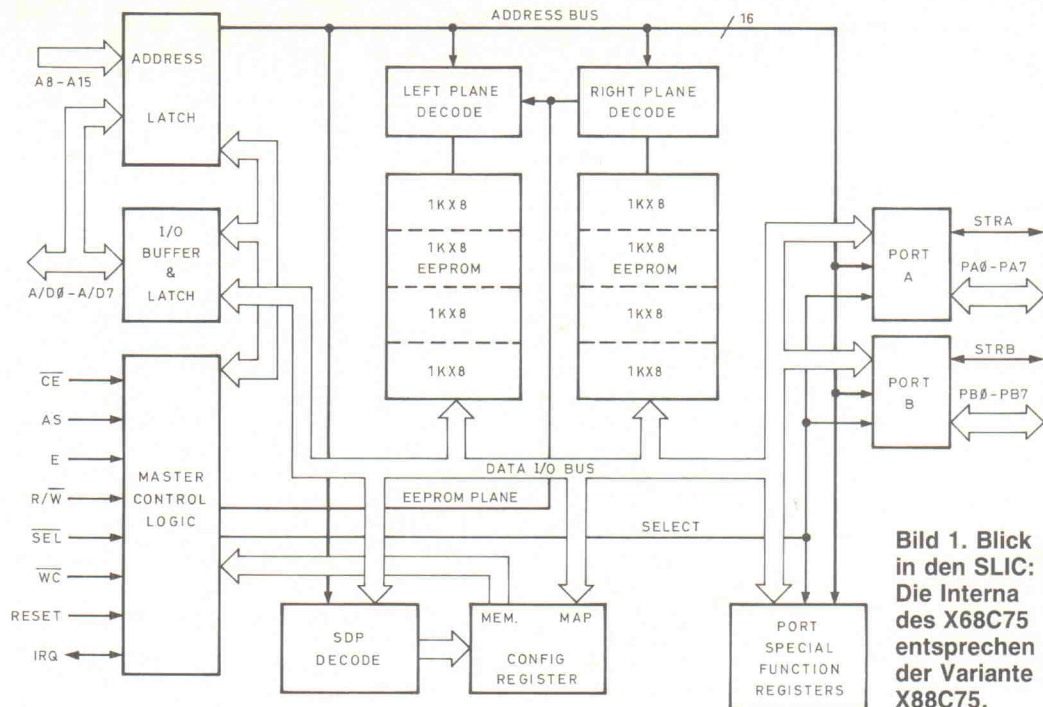 ADDRESS BUS
16
ADDRESS
LATCH
A8-A15
LEFT PLANE
DECODE
RIGHT PLANE
DECODE
I/O
BUFFER
&
LATCH
A/DØ-A/D7
1KX8
1KX8
EEPROM
1KX8
1KX8
1KX8
1KX8
EEPROM
1KX8
1KX8
PORT
A
STRA
PAØ-PA7
PORT
B
STRB
PBØ-PB7
CE
AS
E
R/W
SEL
WC
RESET
IRQ
MASTER
CONTROL
LOGIC
DATA I/O BUS
EEPROM PLANE
SELECT
SDP
DECODE
MEM. MAP
CONFIG
REGISTER
PORT
SPECIAL
FUNCTION
REGISTERS
Bild 1. Blick
in den SLIC:
Die Interna
des X68C75
entsprechen
der Variante
X88C75.